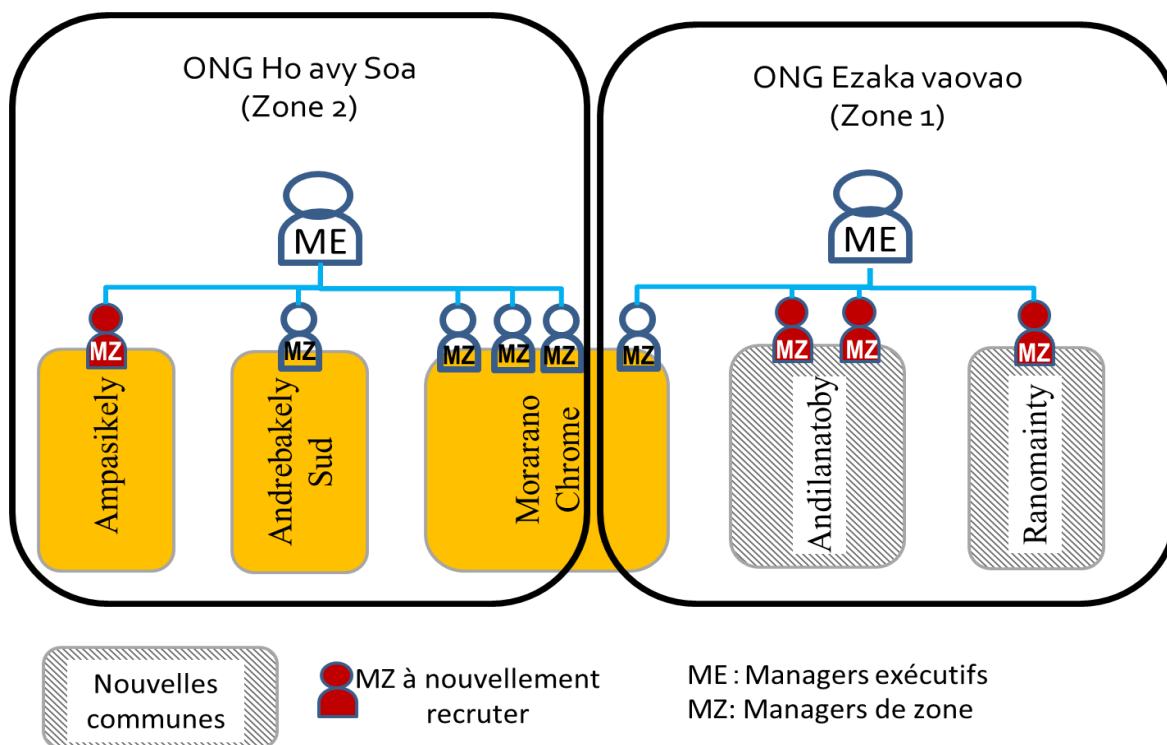 ONG Ho avy Soa
(Zone 2)
ONG Ezaka vaovao
(Zone 1)
ME
ME
MZ
MZ
MZ
MZ
MZ
MZ
MZ
MZ
MZ
Ampasikely
Andrebakely
Sud
Morarano
Chrome
Andilanatoby
Ranomainty
Nouvelles
communes
MZ à nouvellement
recruter
ME : Managers exécutifs
MZ: Managers de zone